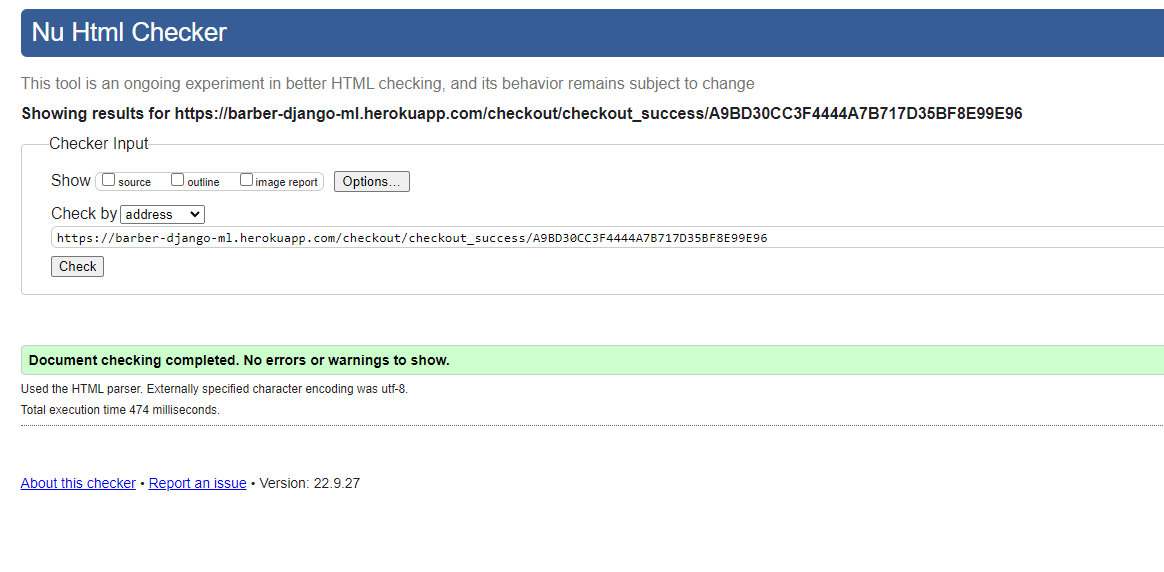 Nu Html Checker
This tool is an ongoing experiment in better HTML checking, and its behavior remains subject to change
Showing results for https://barber-django-ml.herokuapp.com/checkout/checkout_success/A9BD30CC3F4444A7B717D35BF8E99E96
Checker Input
Show source outline image report Options...
Check by address
https://barber-django-ml.herokuapp.com/checkout/checkout_success/A9BD30CC3F4444A7B717D35BF8E99E96
Check
Document checking completed. No errors or warnings to show.
Used the HTML parser. Externally specified character encoding was utf-8.
Total execution time 474 milliseconds.
About this checker • Report an issue • Version: 22.9.27